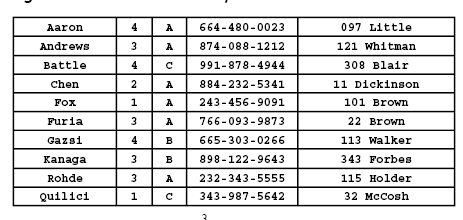 Aaron 4 A 664-480-0023 097 Little
Andrews 3 A 874-088-1212 121 Whitman
Battle 4 C 991-878-4944 308 Blair
Chen 2 A 884-232-5341 11 Dickinson
Fox 1 A 243-456-9091 101 Brown
Furia 3 A 766-093-9873 22 Brown
Gazsi 4 B 665-303-0266 113 Walker
Kanaga 3 B 898-122-9643 343 Forbes
Rohde 3 A 232-343-5555 115 Holder
Quilici 1 C 343-987-5642 32 McCosh
3